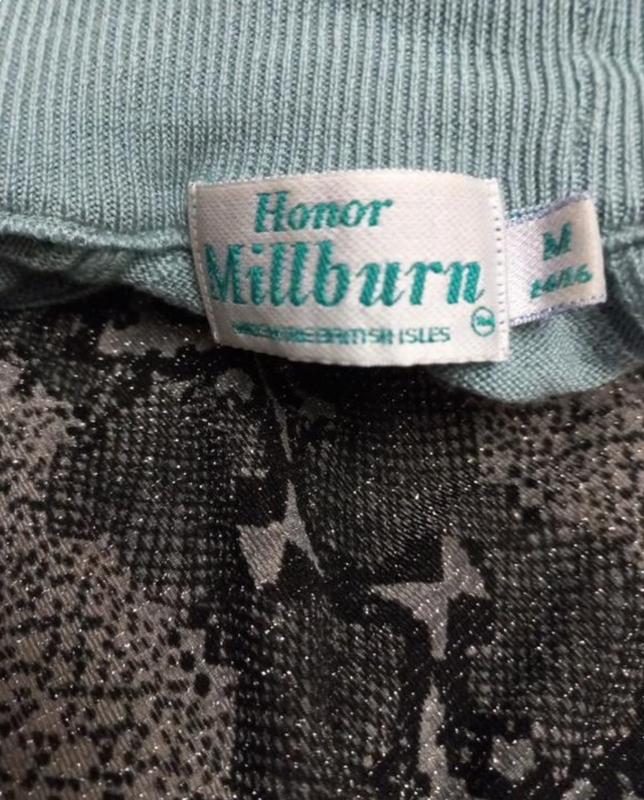 Honor
Millburn
MADE IN THE BRITISH ISLES
M